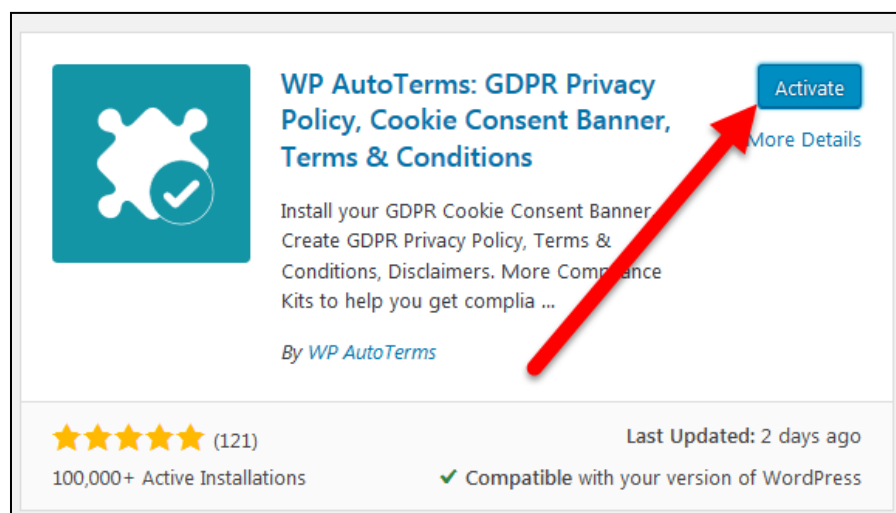 WP AutoTerms: GDPR Privacy
Policy, Cookie Consent Banner,
Terms & Conditions
Activate
More Details
Install your GDPR Cookie Consent Banner.
Create GDPR Privacy Policy, Terms &
Conditions, Disclaimers. More Compliance
Kits to help you get complia ...
By WP AutoTerms
(121)
Last Updated: 2 days ago
100,000+ Active Installations
Compatible with your version of WordPress